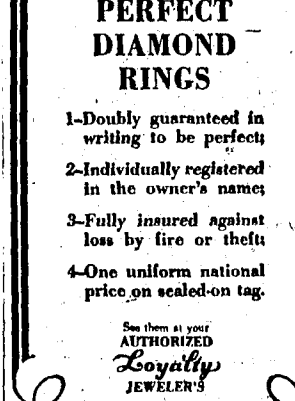 PERFECT
DIAMOND
RINGS
1-Doubly guaranteed in
writing to be perfect;
2-Individually registered
in the owner's name;
3-Fully insured against
loss by fire or theft;
4-One uniform national
price on sealed-on tag.
See them at your
AUTHORIZED
Loyalty
JEWELER'S